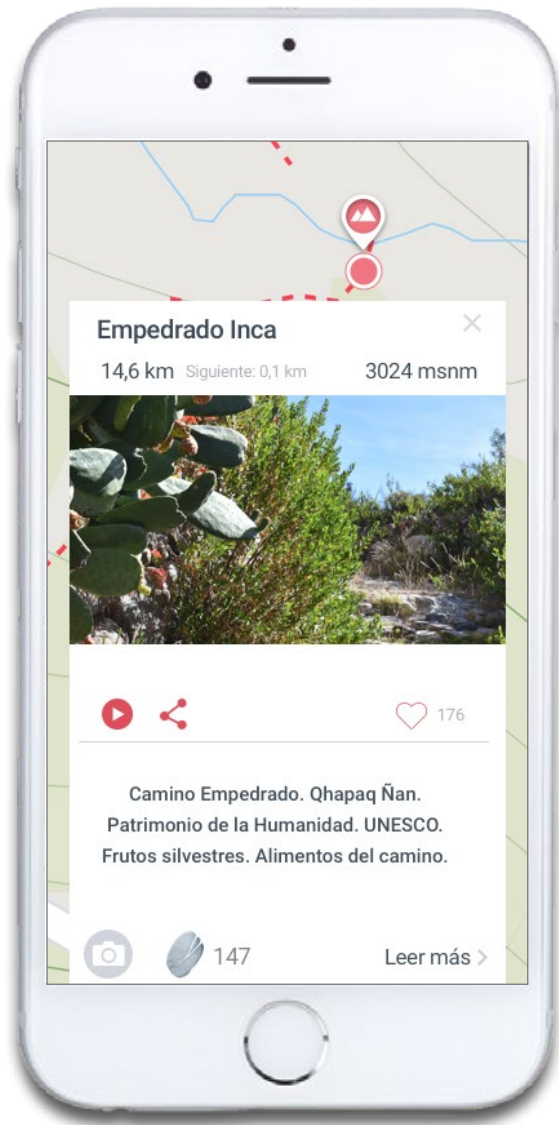 Empedrado Inca
14,6 km Siguiente: 0,1 km 3024 msnm
176
Camino Empedrado. Qhapaq Ñan.
Patrimonio de la Humanidad. UNESCO.
Frutos silvestres. Alimentos del camino.
147 Leer más